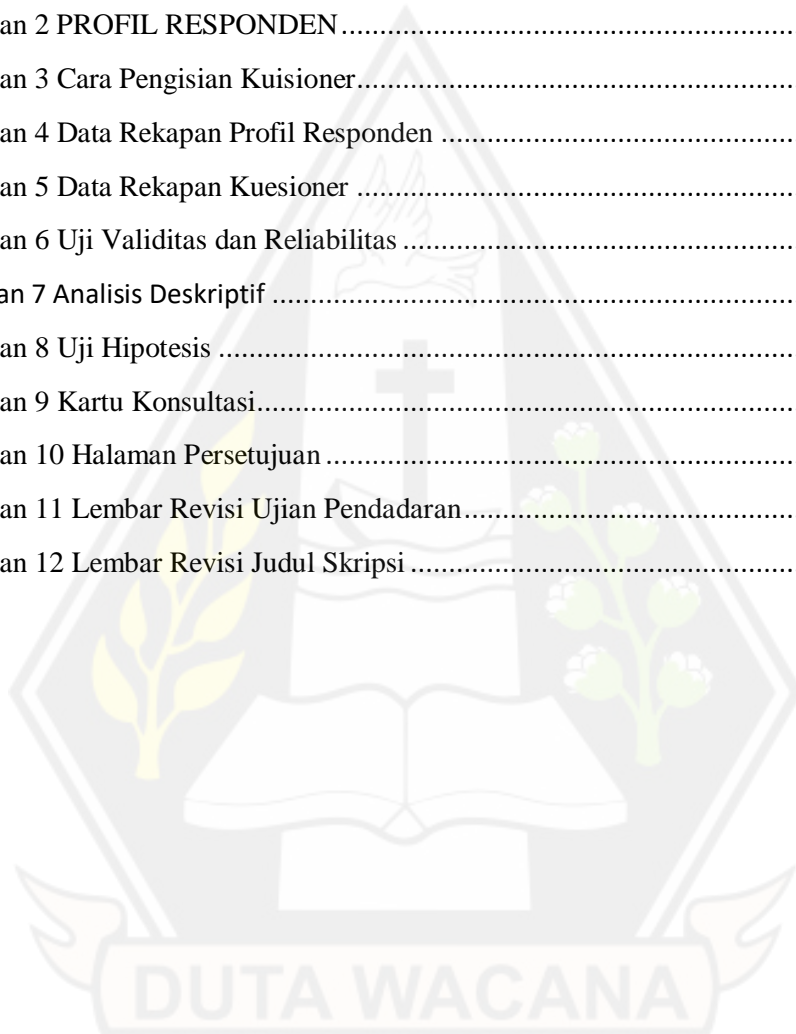 an 2 PROFIL RESPONDEN................................................................
an 3 Cara Pengisian Kuisioner................................................................
an 4 Data Rekapan Profil Responden ................................................................
an 5 Data Rekapan Kuesioner ................................................................
an 6 Uji Validitas dan Reliabilitas ................................................................
an 7 Analisis Deskriptif ................................................................
an 8 Uji Hipotesis ................................................................
an 9 Kartu Konsultasi................................................................
an 10 Halaman Persetujuan ................................................................
an 11 Lembar Revisi Ujian Pendadaran................................................................
an 12 Lembar Revisi Judul Skripsi ................................................................
DUTA WACANA